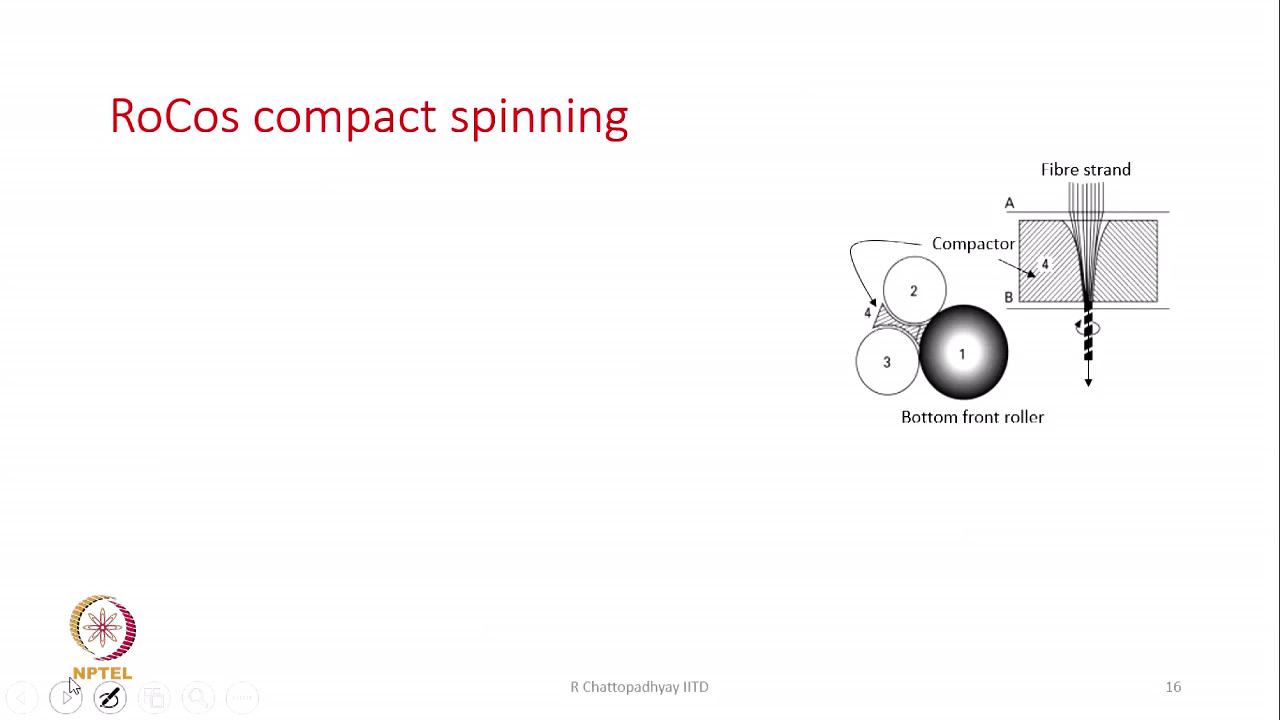 RoCos compact spinning
Fibre strand
A
Compactor
4
B
2
4
3
1
Bottom front roller
NPTEL
R Chattopadhyay IITD
16